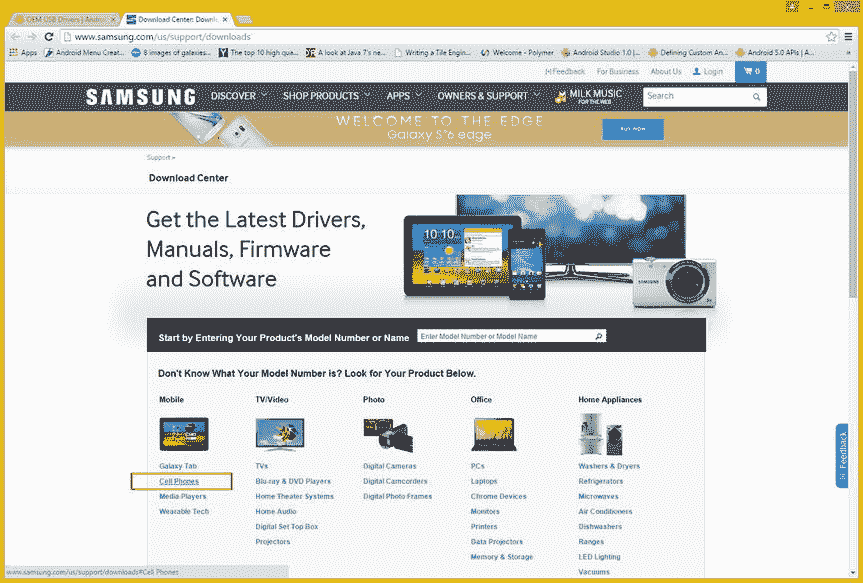 OEM USB Drivers | Androi
Download Center: Downlo
www.samsung.com/us/support/downloads
Apps
Android Menu Creat...
8 images of galaxies...
The top 10 high qua...
A look at Java 7's ne...
Writing a Tile Engin...
Welcome - Polymer
Android Studio 1.0 |...
Defining Custom An...
Android 5.0 APIs | A...
Feedback
For Business
About Us
Login
0
SAMSUNG
DISCOVER
SHOP PRODUCTS
APPS
OWNERS & SUPPORT
MILK MUSIC
FOR THE WEB
Search
WELCOME TO THE EDGE
Galaxy S 6 edge
Support >
Download Center
Get the Latest Drivers,
Manuals, Firmware
and Software
10:10
SAMSUNG
Start by Entering Your Product's Model Number or Name
Enter Model Number or Model Name
Don't Know What Your Model Number is? Look for Your Product Below.
Mobile
Galaxy Tab
Cell Phones
Media Players
Wearable Tech
TV/Video
TVs
Blu-ray & DVD Players
Home Theater Systems
Home Audio
Digital Set Top Box
Projectors
Photo
Digital Cameras
Digital Camcorders
Digital Photo Frames
Office
PCs
Laptops
Chrome Devices
Monitors
Printers
Data Projectors
Memory & Storage
Home Appliances
Washers & Dryers
Refrigerators
Microwaves
Air Conditioners
Dishwashers
Ranges
LED Lighting
Vacuums
Feedback
www.samsung.com/us/support/downloads#Cell Phones